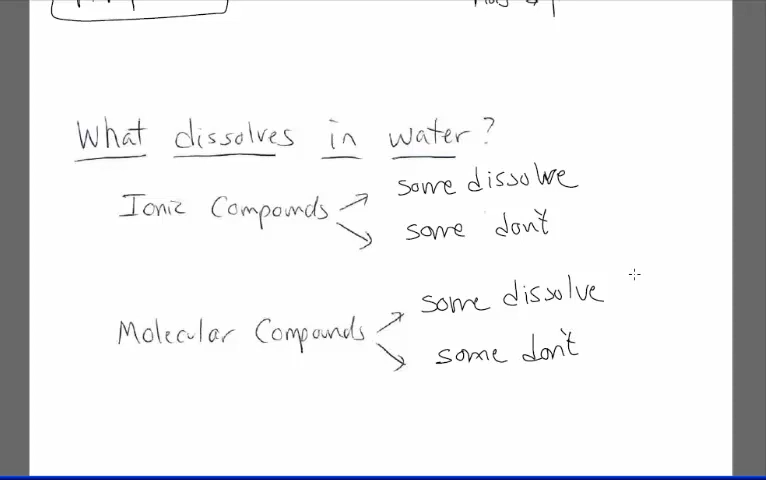 What dissolves in water?
some dissolve
Ionic Compounds
some don't
some dissolve
Molecular Compounds
some don't